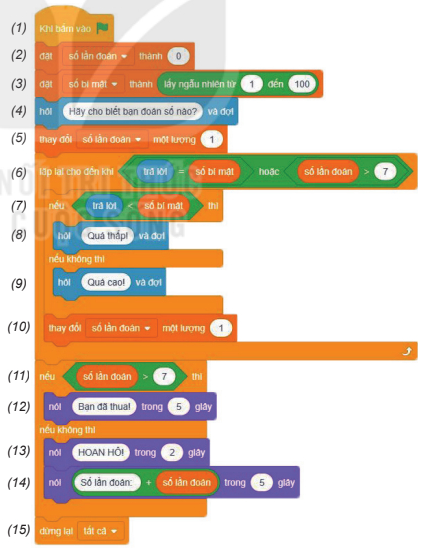 (1) Khi bấm vào
(2) đặt số lần đoán thành 0
(3) đặt số bí mật thành lấy ngẫu nhiên từ 1 đến 100
(4) hỏi Hãy cho biết bạn đoán số nào? và đợi
(5) thay đổi số lần đoán một lượng 1
(6) lặp lại cho đến khi trả lời = số bí mật hoặc số lần đoán > 7
(7) nếu trả lời < số bí mật thì
(8) hỏi Quá thấp! và đợi
nếu không thì
(9) hỏi Quá cao! và đợi
(10) thay đổi số lần đoán một lượng 1
(11) nếu số lần đoán > 7 thì
(12) nói Bạn đã thua! trong 5 giây
nếu không thì
(13) nói HOAN HÔ! trong 2 giây
(14) nói Số lần đoán: + số lần đoán trong 5 giây
(15) dừng lại tất cả